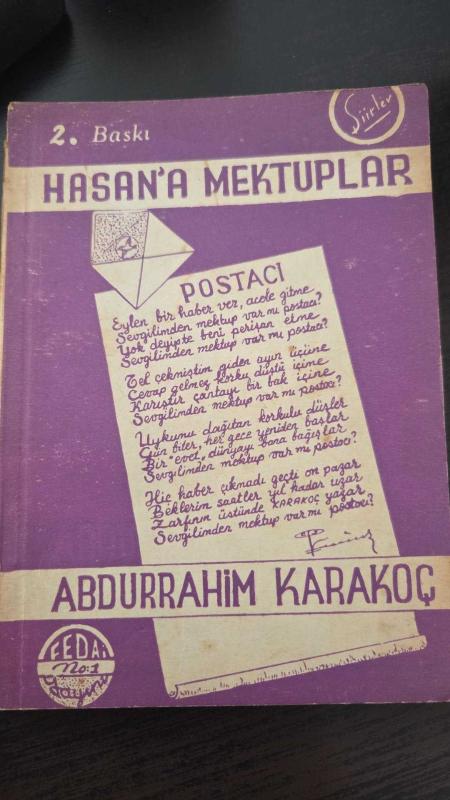 Şiirler
2. Baskı
HASAN'A MEKTUPLAR
POSTACI
Eylen bir haber ver, acele gitme
Sevgilimden mektup var mı postacı?
Yok deyipte beni perişan etme
Sevgilimden mektup var mı postacı?
Tel çekmiştim giden ayın üçüne
Cevap gelmez korku düştü içime
Karıştır çantayı bir bak içine
Sevgilimden mektup var mı postacı?
Uykunu dağıtan korkulu düşler
Gün biter, her gece yeniden başlar
Bir "evet" dünyayı bana bağışlar
Sevgilimden mektup var mı postacı?
Hiç haber çıkmadı geçti on pazar
Beklerim saatler yıl kadar uzar
Zarfının üstünde KARAKOÇ yazar
Sevgilimden mektup var mı postacı?
ABDURRAHİM KARAKOÇ
FEDAİ
No:1